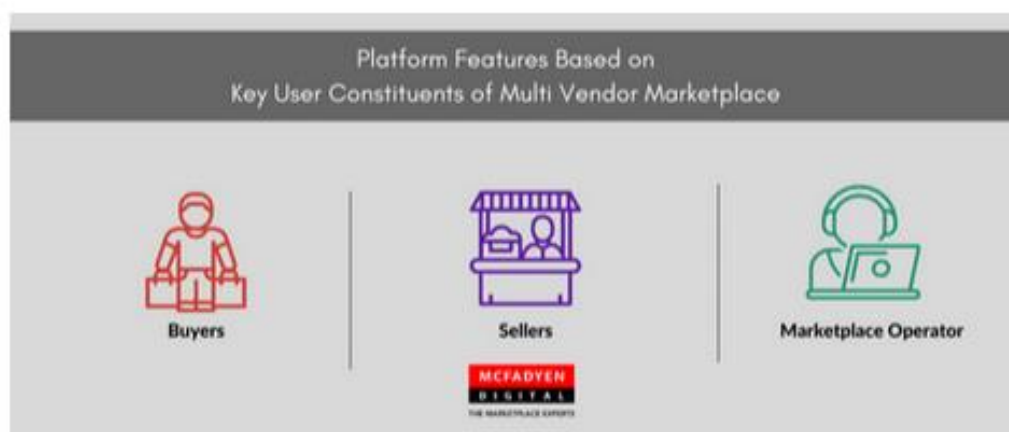 Platform Features Based on
Key User Constituents of Multi Vendor Marketplace
Buyers
Sellers
Marketplace Operator
MCFADYEN
DIGITAL
THE MARKETPLACE EXPERTS